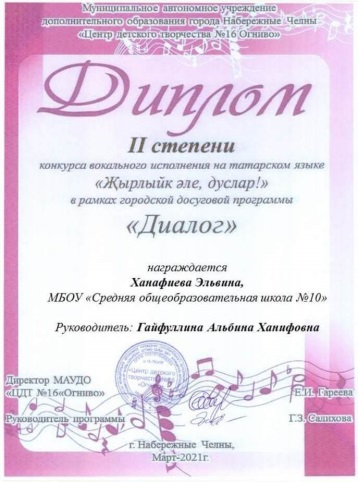 Муниципальное автономное учреждение
дополнительного образования города Набережные Челны
«Центр детского творчества №16 Огниво»
Диплом
II степени
конкурса вокального исполнения на татарском языке
«Җырлыйк әле, дуслар!»
в рамках городской досуговой программы
«Диалог»
награждается
Ханафиева Эльвина,
МБОУ «Средняя общеобразовательная школа №10»
Руководитель: Гайфуллина Альбина Ханифовна
Директор МАУДО
«ЦДТ №16«Огниво» Е.И. Гареева
Руководитель программы Г.З. Салихова
г. Набережные Челны,
Март-2021г.